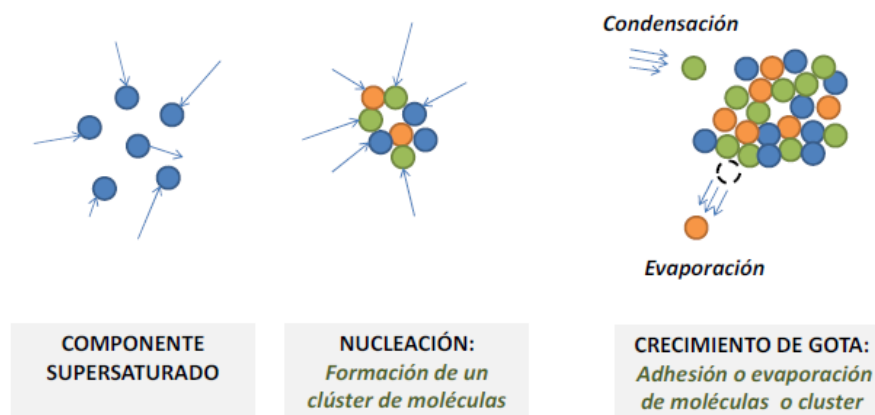 Condensación
Evaporación
COMPONENTE
SUPERSATURADO
NUCLEACIÓN:
Formación de un
clúster de moléculas
CRECIMIENTO DE GOTA:
Adhesión o evaporación
de moléculas o cluster